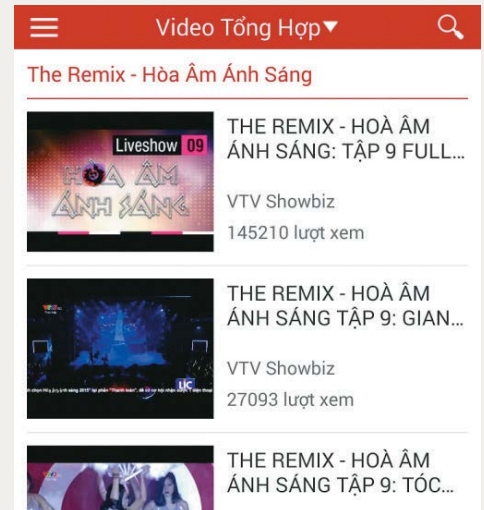 Video Tổng Hợp▼
The Remix - Hòa Âm Ánh Sáng
Liveshow 09
HÒA ÂM
ÁNH SÁNG
THE REMIX - HOÀ ÂM
ÁNH SÁNG: TẬP 9 FULL...
VTV Showbiz
145210 lượt xem
THE REMIX - HOÀ ÂM
ÁNH SÁNG TẬP 9: GIAN...
VTV Showbiz
27093 lượt xem
THE REMIX - HOÀ ÂM
ÁNH SÁNG TẬP 9: TÓC...